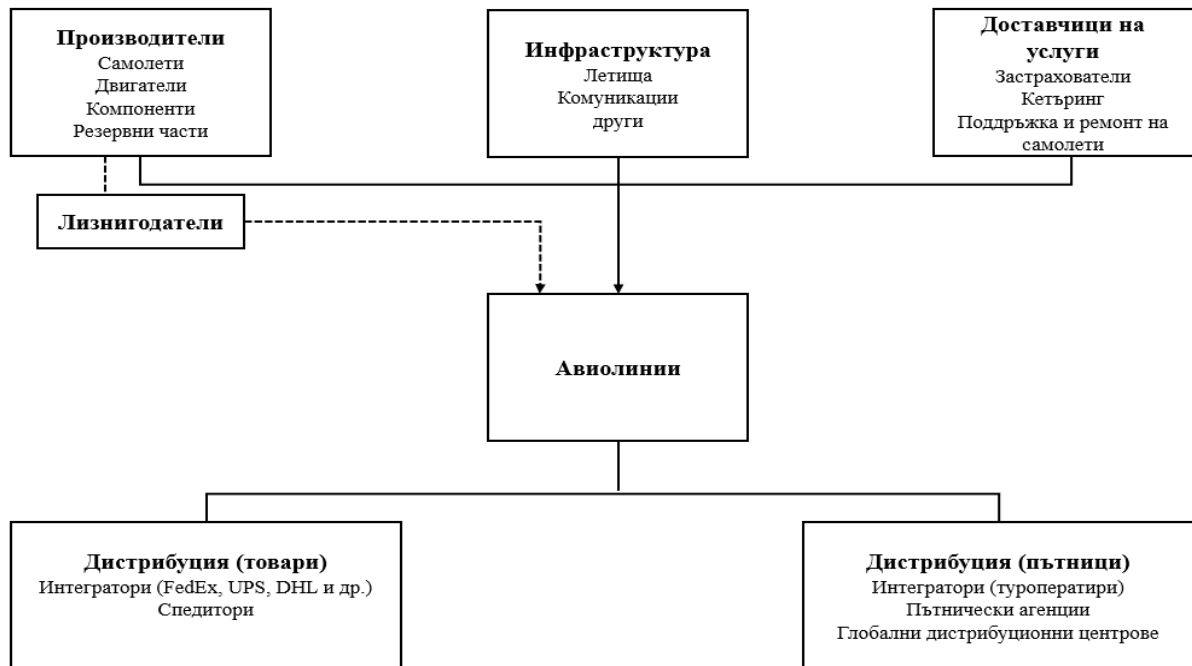 Производители
Самолети
Двигатели
Компоненти
Резервни части
Инфраструктура
Летища
Комуникации
други
Доставчици на
услуги
Застрахователи
Кетъринг
Поддръжка и ремонт на
самолети
Лизнигодатели
Авиолинии
Дистрибуция (товари)
Интегратори (FedEx, UPS, DHL и др.)
Спедитори
Дистрибуция (пътници)
Интегратори (туроператири)
Пътнически агенции
Глобални дистрибуционни центрове